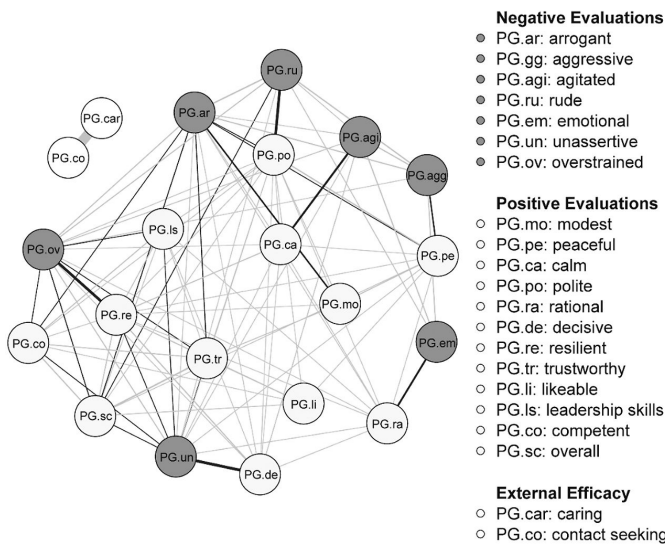 Negative Evaluations
PG.ar: arrogant
PG.gg: aggressive
PG.agi: agitated
PG.ru: rude
PG.em: emotional
PG.un: unassertive
PG.ov: overstrained
Positive Evaluations
PG.mo: modest
PG.pe: peaceful
PG.ca: calm
PG.po: polite
PG.ra: rational
PG.de: decisive
PG.re: resilient
PG.tr: trustworthy
PG.li: likeable
PG.ls: leadership skills
PG.co: competent
PG.sc: overall
External Efficacy
PG.car: caring
PG.co: contact seeking
PG.ru
PG.ar
PG.car
PG.agi
PG.co
PG.po
PG.agg
PG.ls
PG.ca
PG.ov
PG.pe
PG.mo
PG.re
PG.co
PG.em
PG.tr
PG.li
PG.sc
PG.ra
PG.un
PG.de